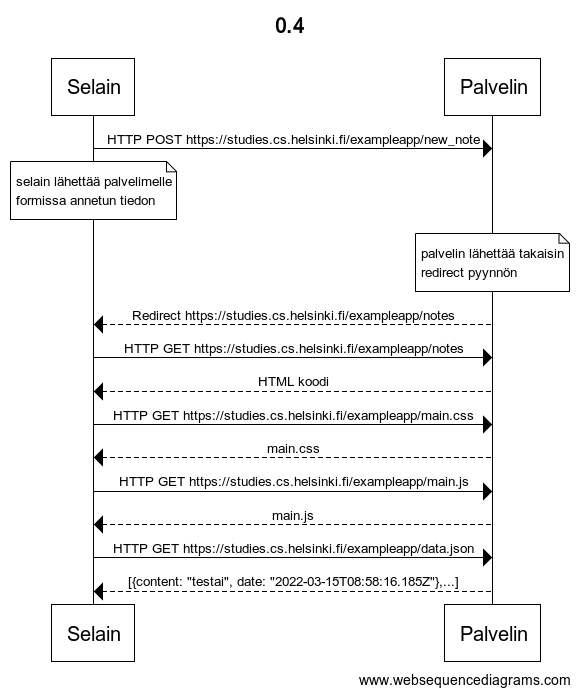 0.4
Selain
Palvelin
HTTP POST https://studies.cs.helsinki.fi/exampleapp/new_note
selain lähettää palvelimelle
formissa annetun tiedon
palvelin lähettää takaisin
redirect pyynnön
Redirect https://studies.cs.helsinki.fi/exampleapp/notes
HTTP GET https://studies.cs.helsinki.fi/exampleapp/notes
HTML koodi
HTTP GET https://studies.cs.helsinki.fi/exampleapp/main.css
main.css
HTTP GET https://studies.cs.helsinki.fi/exampleapp/main.js
main.js
HTTP GET https://studies.cs.helsinki.fi/exampleapp/data.json
[{content: "testai", date: "2022-03-15T08:58:16.185Z"},...]
Selain
Palvelin
www.websequencediagrams.com